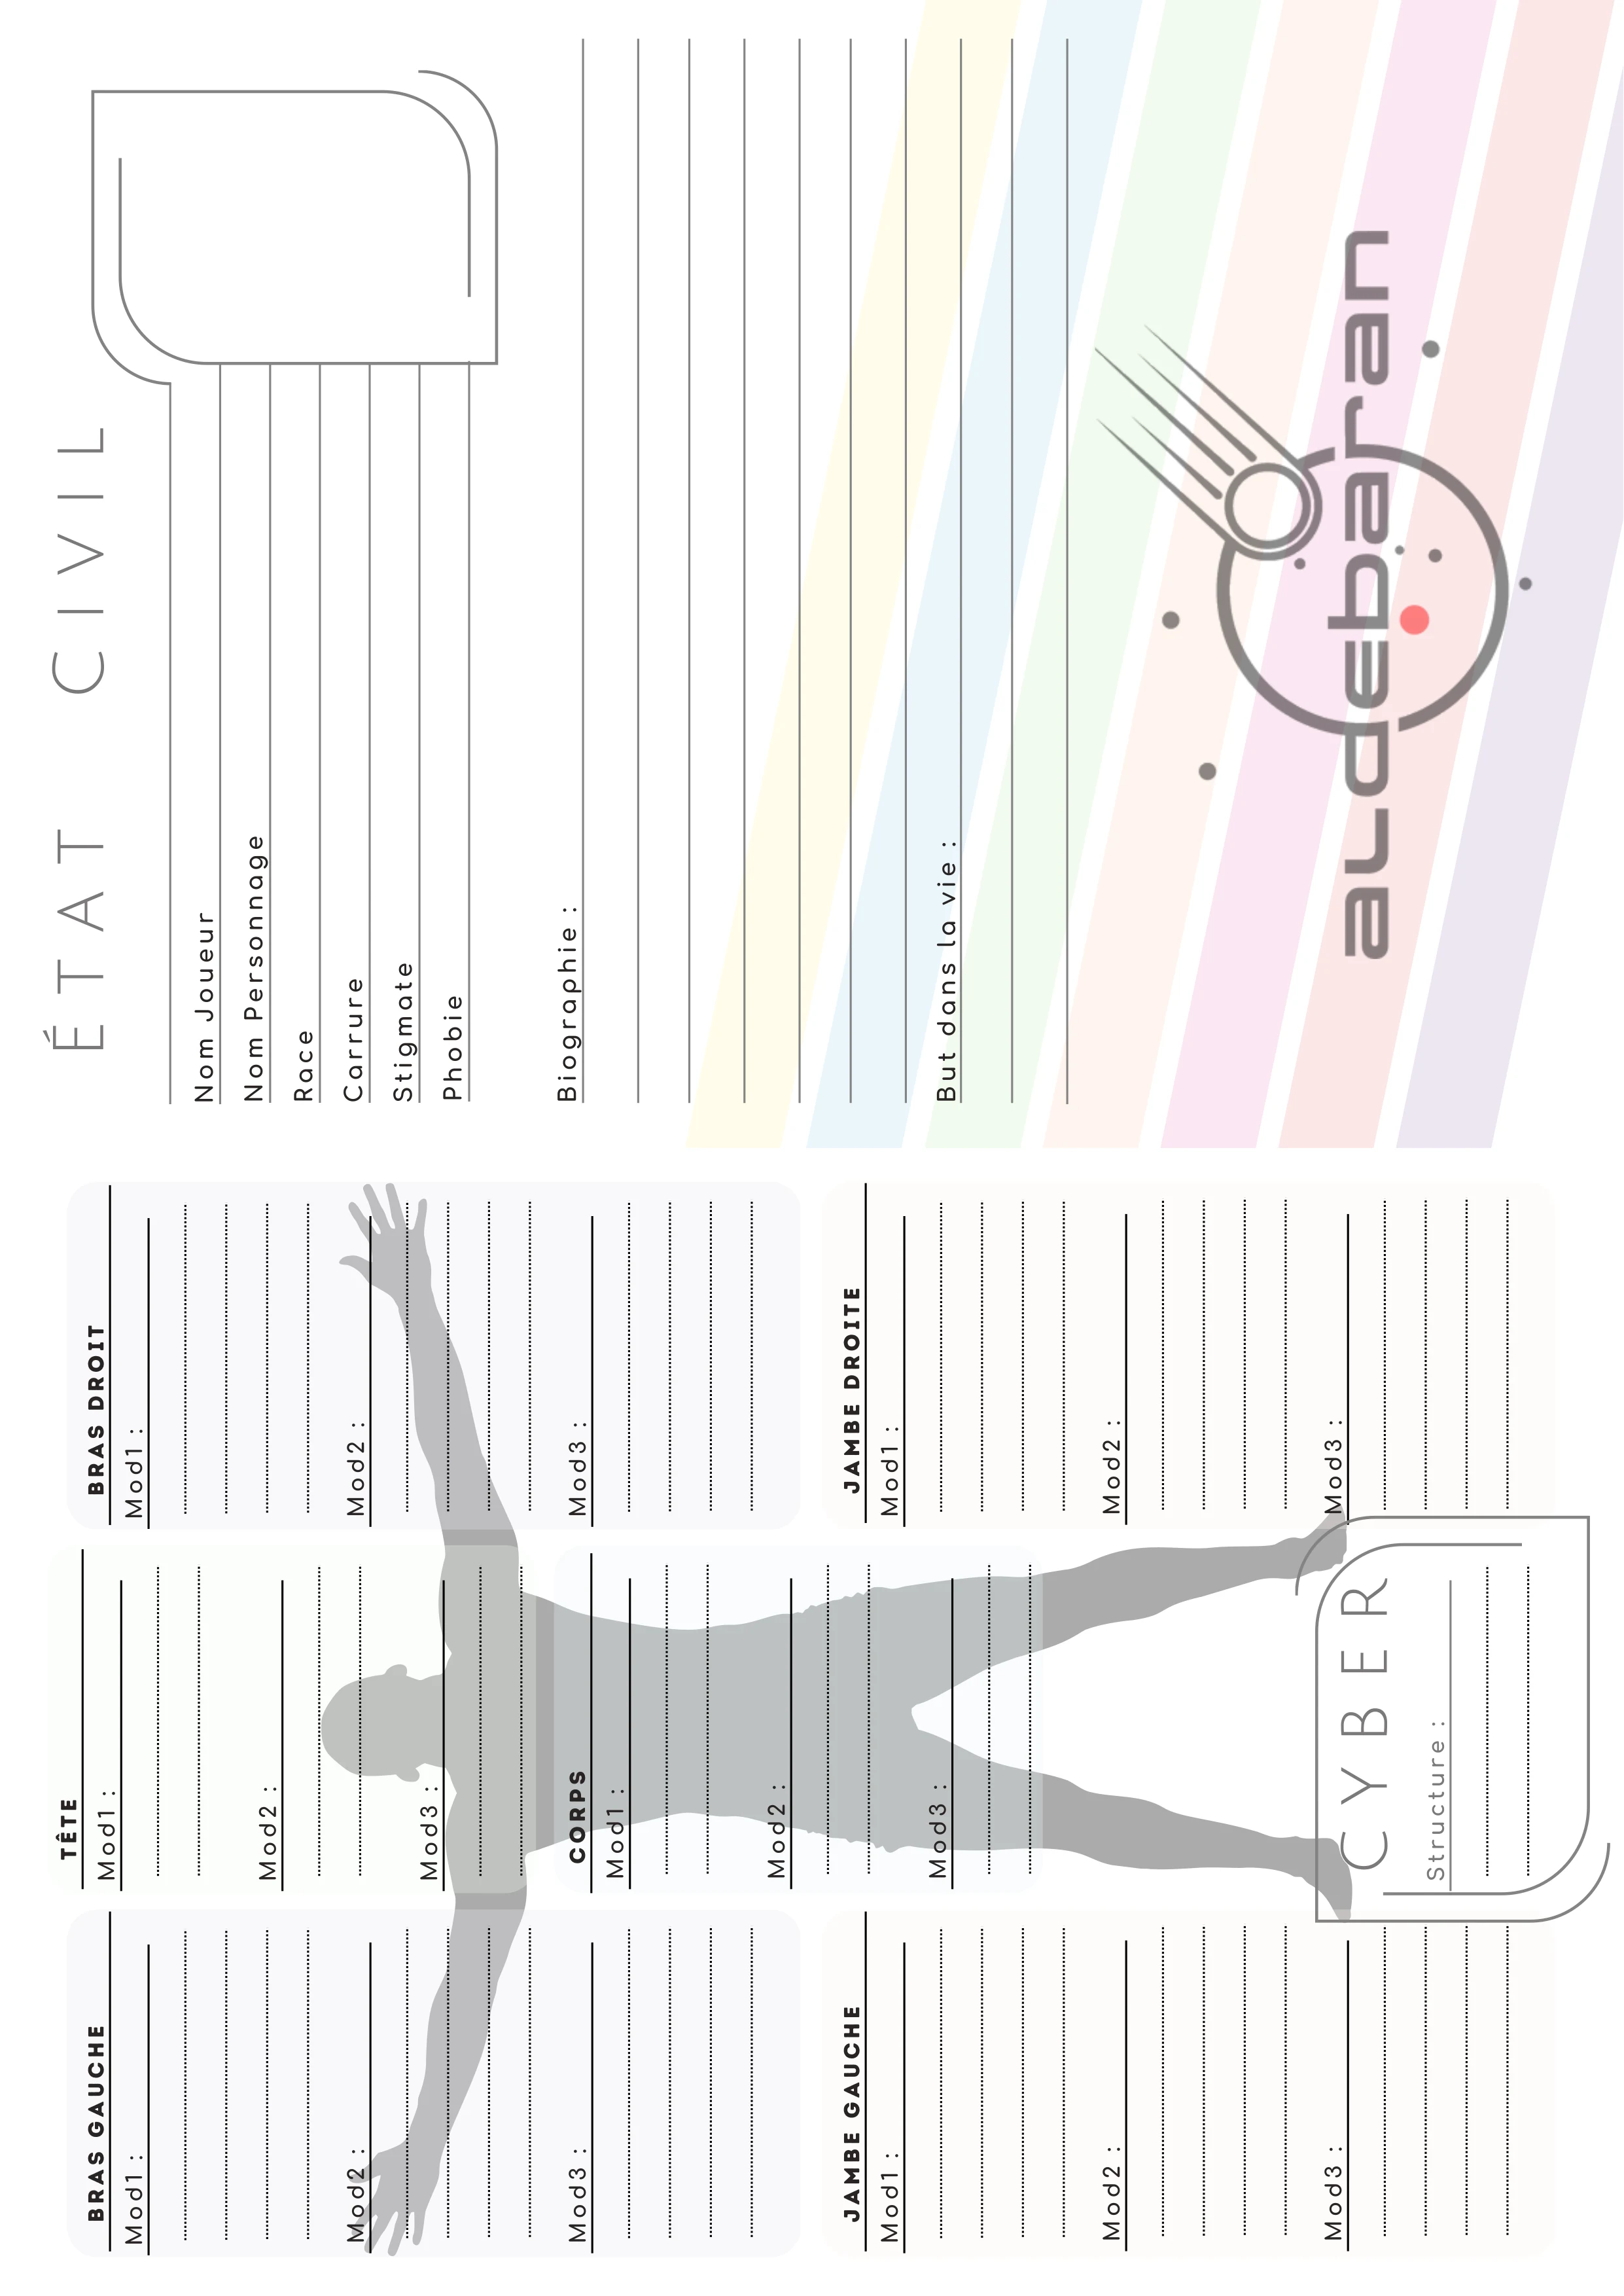 BRAS GAUCHE
Mod1 :
Mod2 :
Mod3 :
JAMBE GAUCHE
Mod1 :
Mod2 :
Mod3 :
TÊTE
Mod1 :
Mod2 :
Mod3 :
CORPS
Mod1 :
Mod2 :
Mod3 :
CYBER
Structure :
BRAS DROIT
Mod1 :
Mod2 :
Mod3 :
JAMBE DROITE
Mod1 :
Mod2 :
Mod3 :
ÉTAT CIVIL
Nom Joueur
Nom Personnage
Race
Carrure
Stigmate
Phobie
Biographie :
But dans la vie :
aldebaran